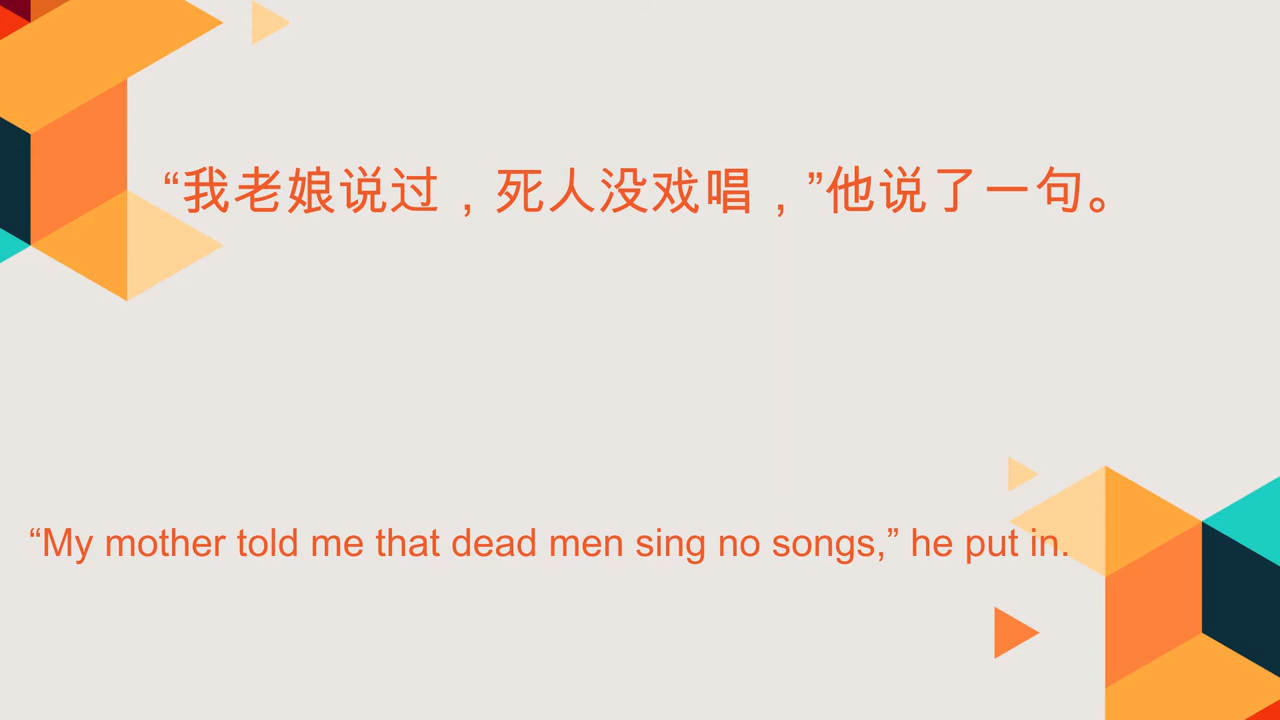 “我老娘说过，死人没戏唱，”他说了一句。
“My mother told me that dead men sing no songs,” he put in.